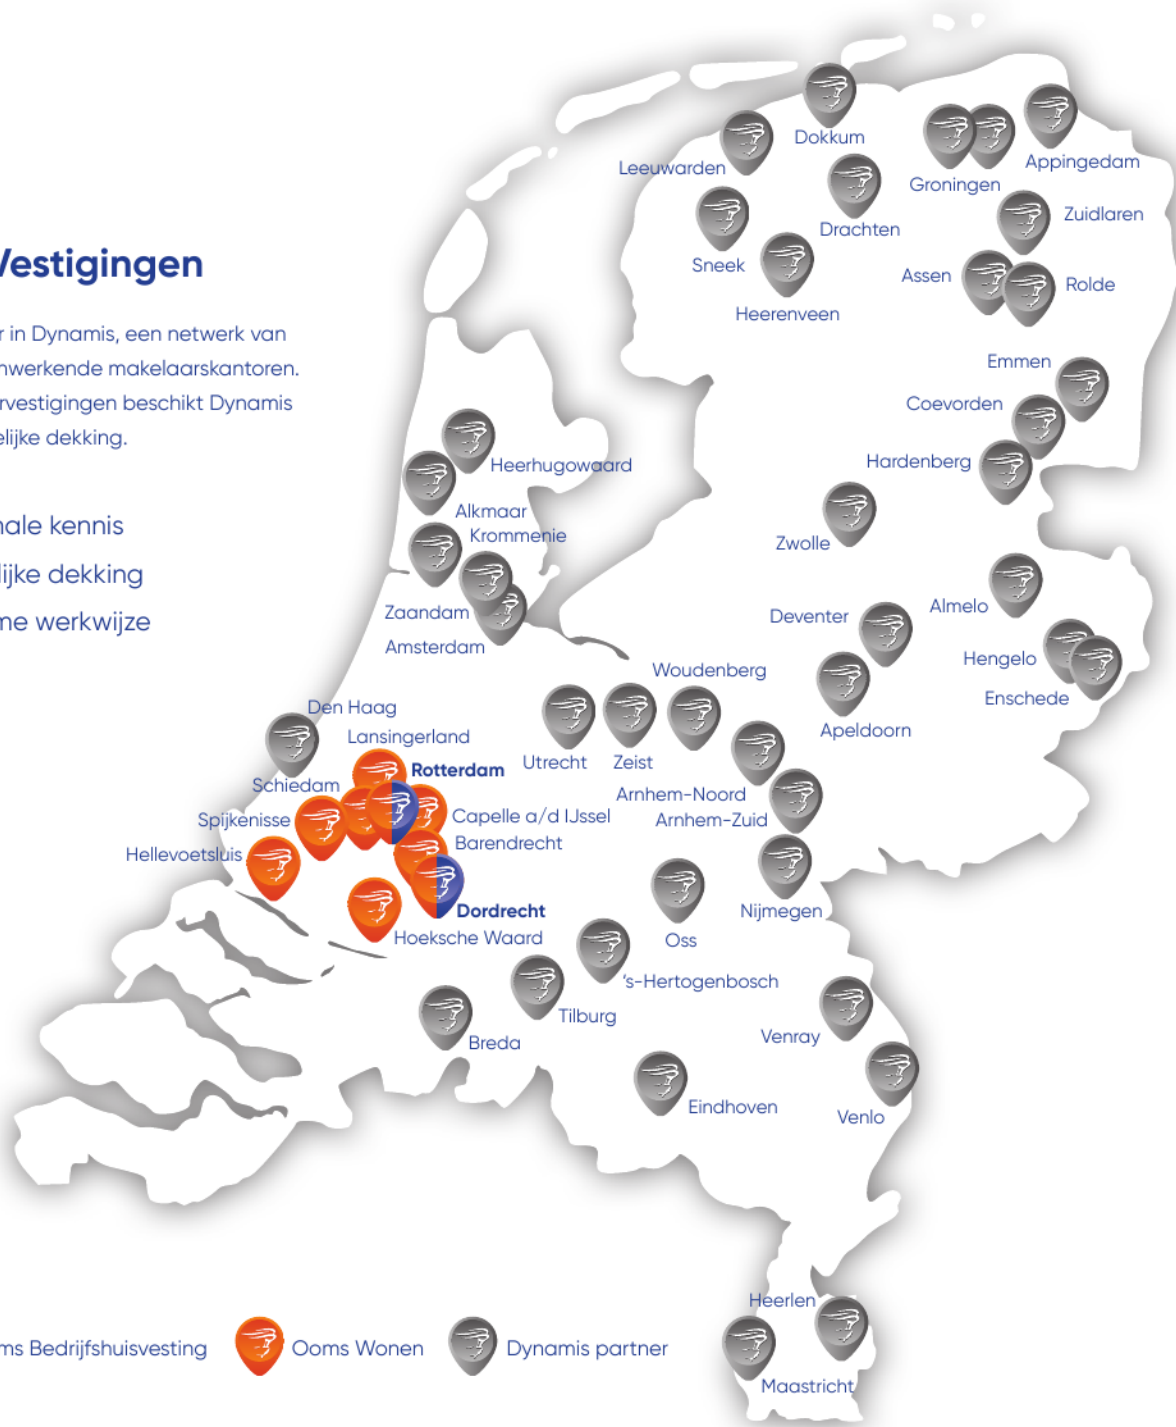 Vestigingen
r in Dynamis, een netwerk van
nwerkende makelaarskantoren.
rvestigingen beschikt Dynamis
elijke dekking.
nale kennis
lijke dekking
me werkwijze
Dokkum
Leeuwarden
Appingedam
Groningen
Zuidlaren
Drachten
Sneek
Assen
Rolde
Heerenveen
Emmen
Coevorden
Hardenberg
Heerhugowaard
Alkmaar
Krommenie
Zwolle
Zaandam
Almelo
Deventer
Amsterdam
Hengelo
Woudenberg
Enschede
Den Haag
Apeldoorn
Lansingerland
Utrecht
Zeist
Rotterdam
Schiedam
Arnhem-Noord
Spijkenisse
Capelle a/d IJssel
Arnhem-Zuid
Barendrecht
Hellevoetsluis
Dordrecht
Nijmegen
Hoeksche Waard
Oss
's-Hertogenbosch
Tilburg
Venray
Breda
Eindhoven
Venlo
Heerlen
ms Bedrijfshuisvesting
Ooms Wonen
Dynamis partner
Maastricht